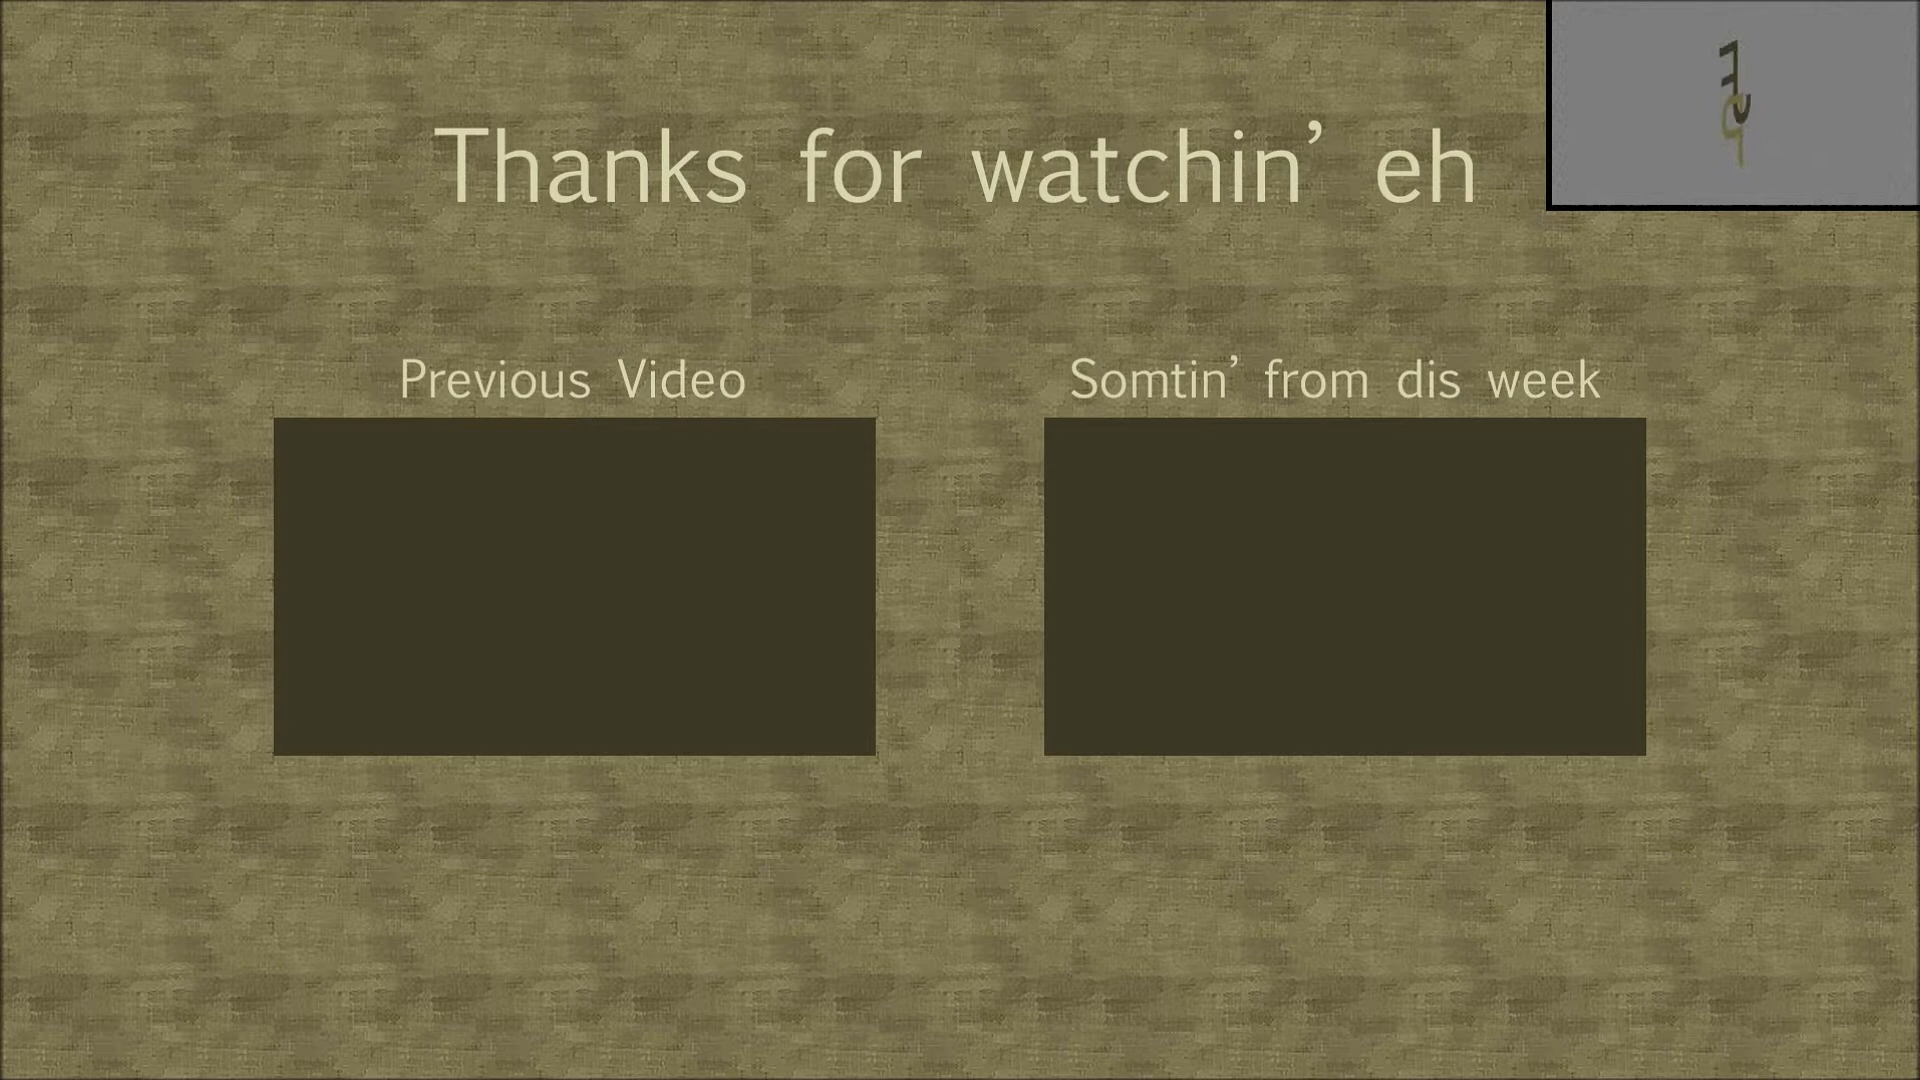 Thanks for watchin’ eh
Previous Video
Somtin’ from dis week